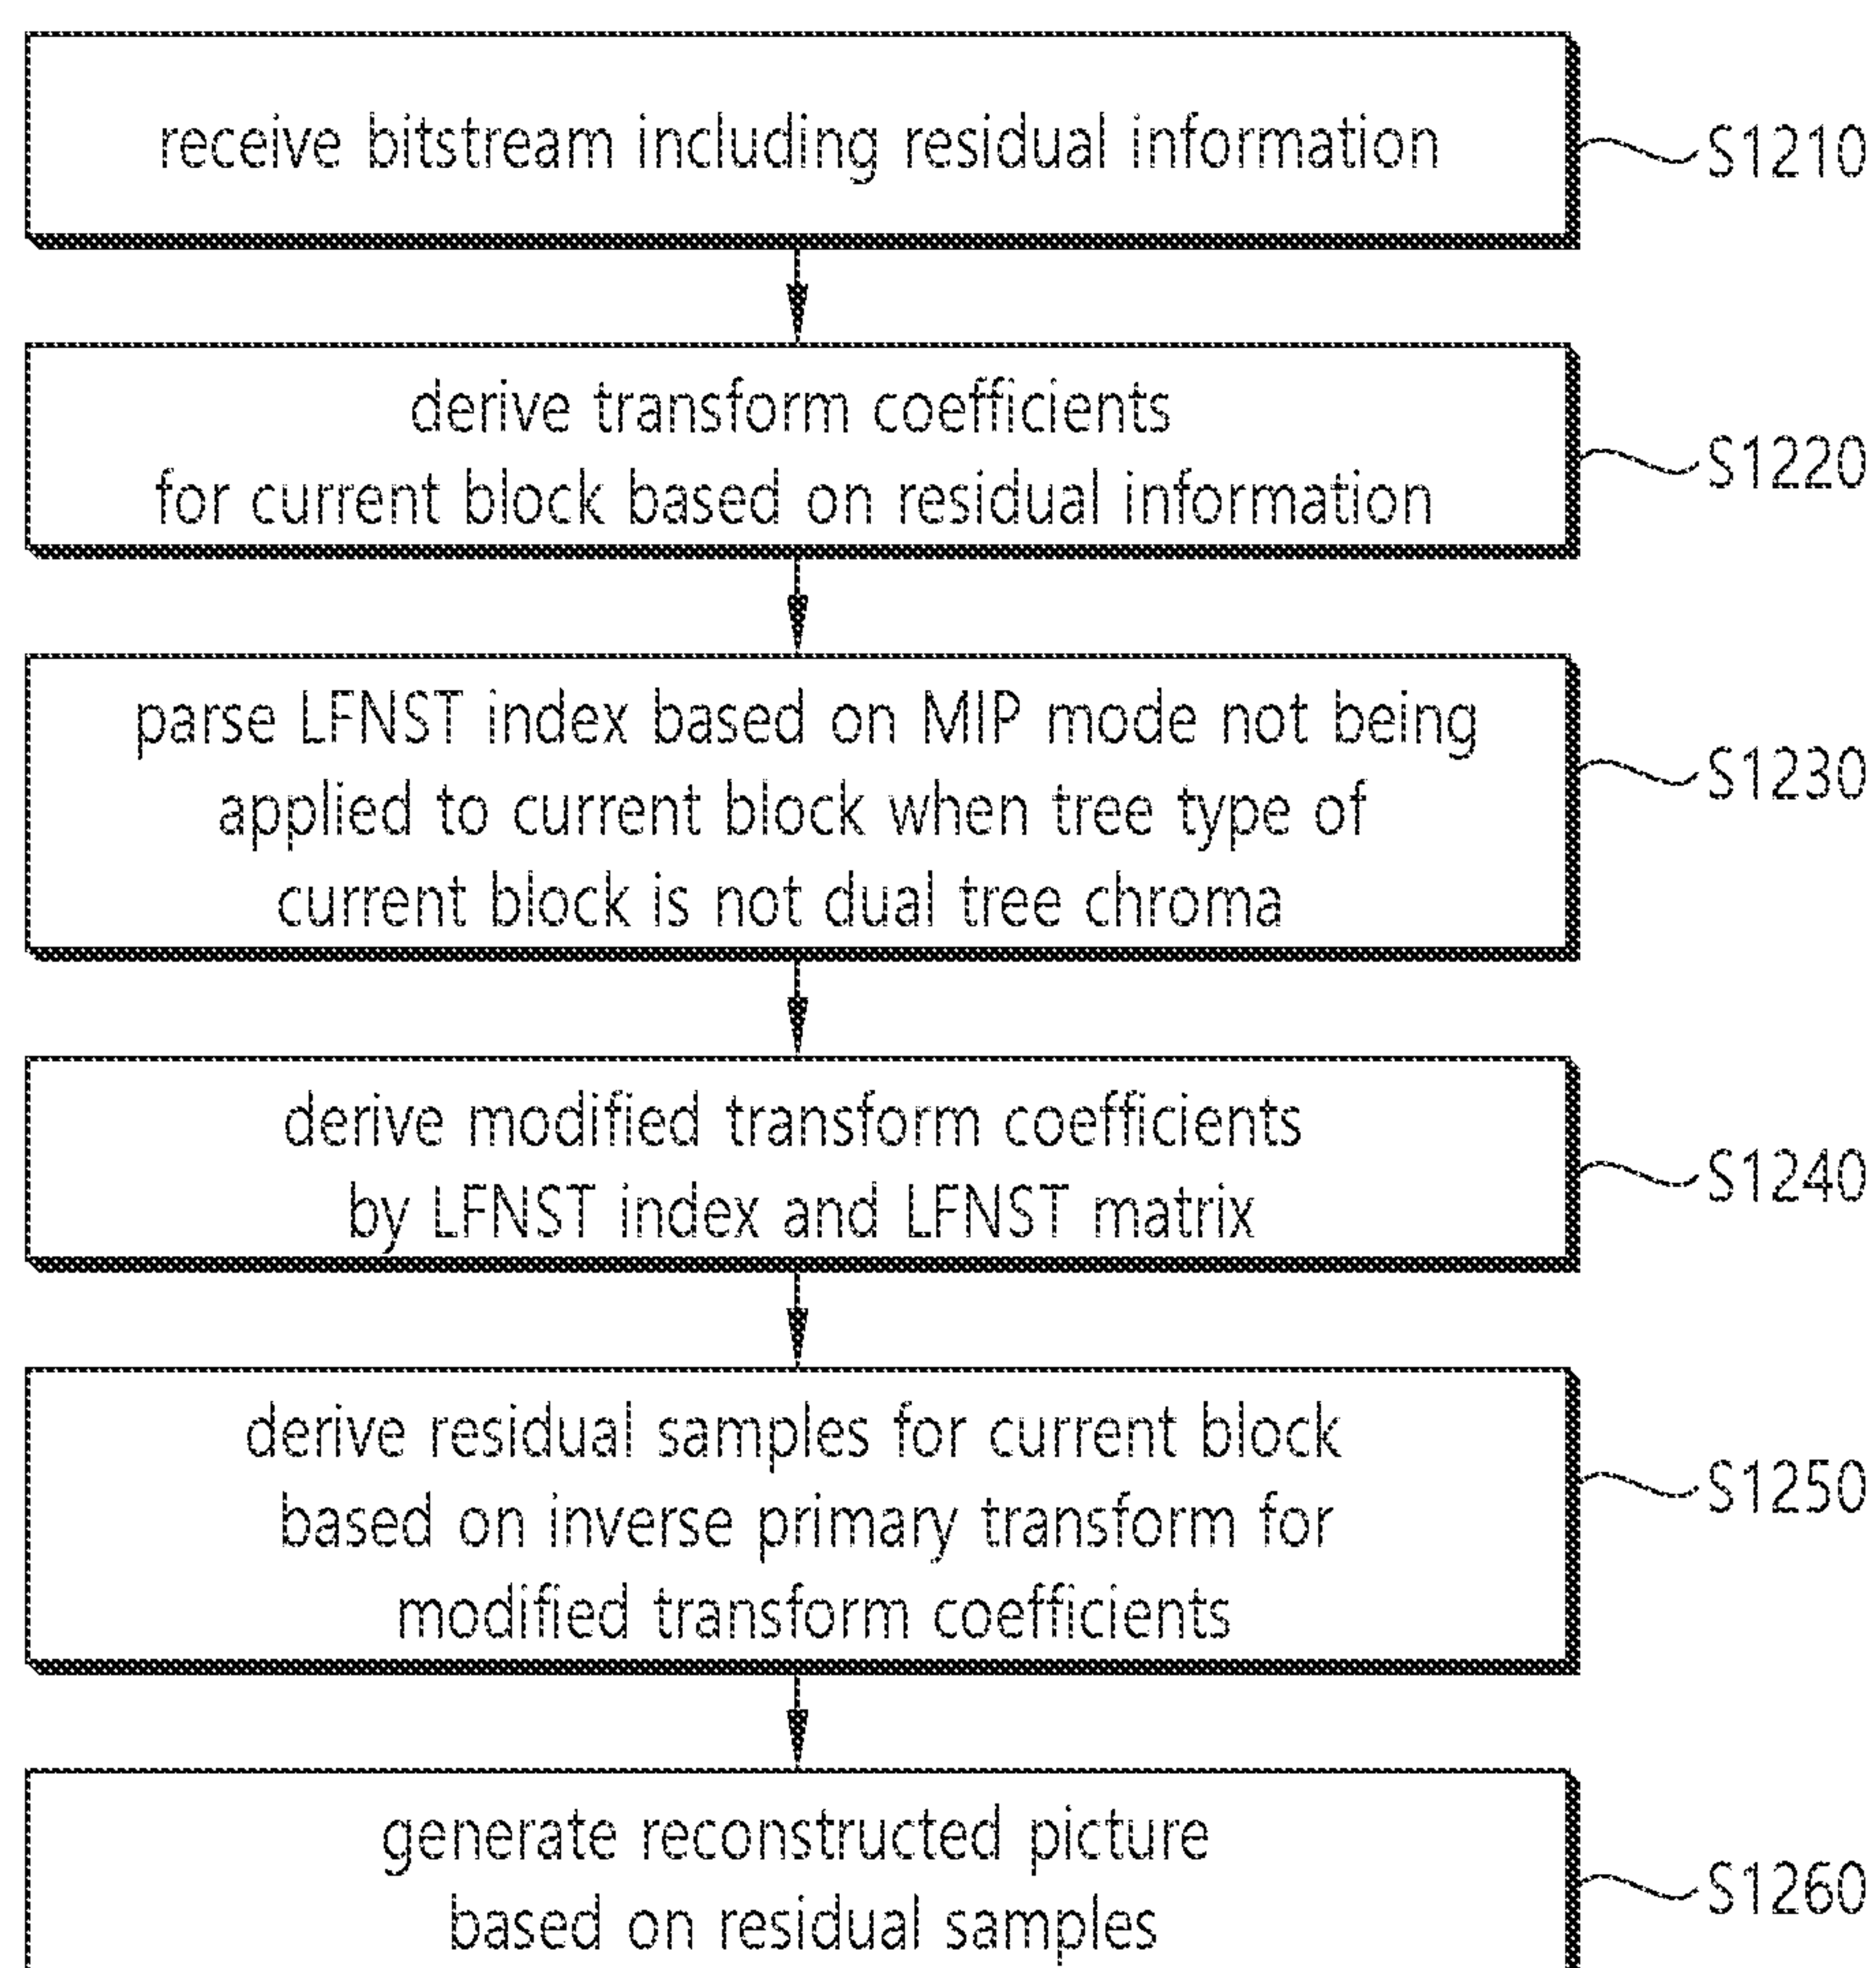 receive bitstream including residual information
S1210
derive transform coefficients
for current block based on residual information
S1220
parse LFNST index based on MIP mode not being
applied to current block when tree type of
current block is not dual tree chroma
S1230
derive modified transform coefficients
by LFNST index and LFNST matrix
S1240
derive residual samples for current block
based on inverse primary transform for
modified transform coefficients
S1250
generate reconstructed picture
based on residual samples
S1260